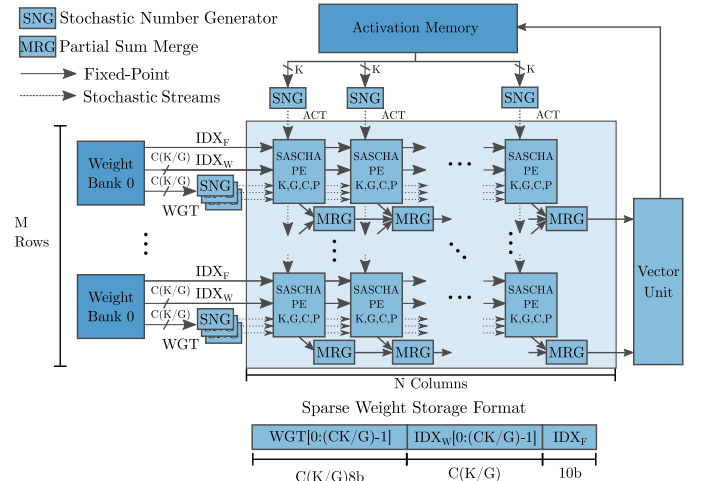 SNG Stochastic Number Generator
MRG Partial Sum Merge
Fixed-Point
Stochastic Streams
Activation Memory
K K K
SNG SNG SNG
ACT ACT ACT
M
Rows
Weight
Bank 0
IDX_F
C(K/G) IDX_W
C(K/G)
WGT
SNG
SASCHA
PE
K,G,C,P
SASCHA
PE
K,G,C,P
SASCHA
PE
K,G,C,P
MRG MRG MRG
Weight
Bank 0
IDX_F
C(K/G) IDX_W
C(K/G)
WGT
SNG
SASCHA
PE
K,G,C,P
SASCHA
PE
K,G,C,P
SASCHA
PE
K,G,C,P
MRG MRG MRG
Vector
Unit
N Columns
Sparse Weight Storage Format
WGT[0:(CK/G)-1] IDX_W[0:(CK/G)-1] IDX_F
C(K/G)8b C(K/G) 10b